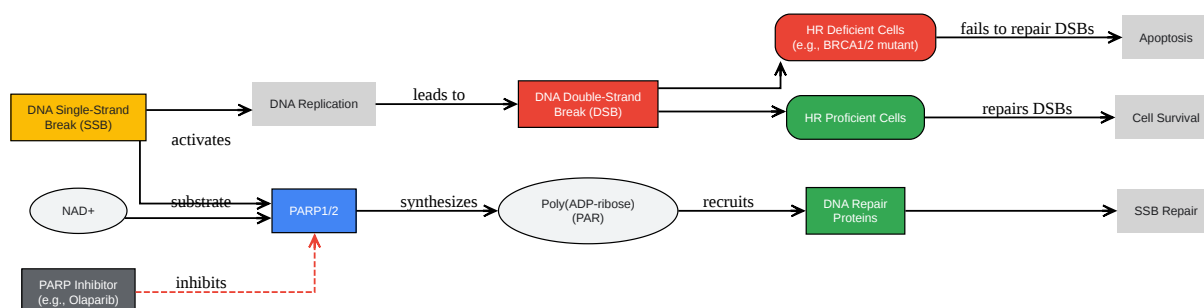 HR Deficient Cells
(e.g., BRCA1/2 mutant)
fails to repair DSBs
Apoptosis
DNA Single-Strand
Break (SSB)
DNA Replication
leads to
DNA Double-Strand
Break (DSB)
HR Proficient Cells
repairs DSBs
Cell Survival
activates
NAD+
substrate
PARP1/2
synthesizes
Poly(ADP-ribose)
(PAR)
recruits
DNA Repair
Proteins
SSB Repair
PARP Inhibitor
(e.g., Olaparib)
inhibits